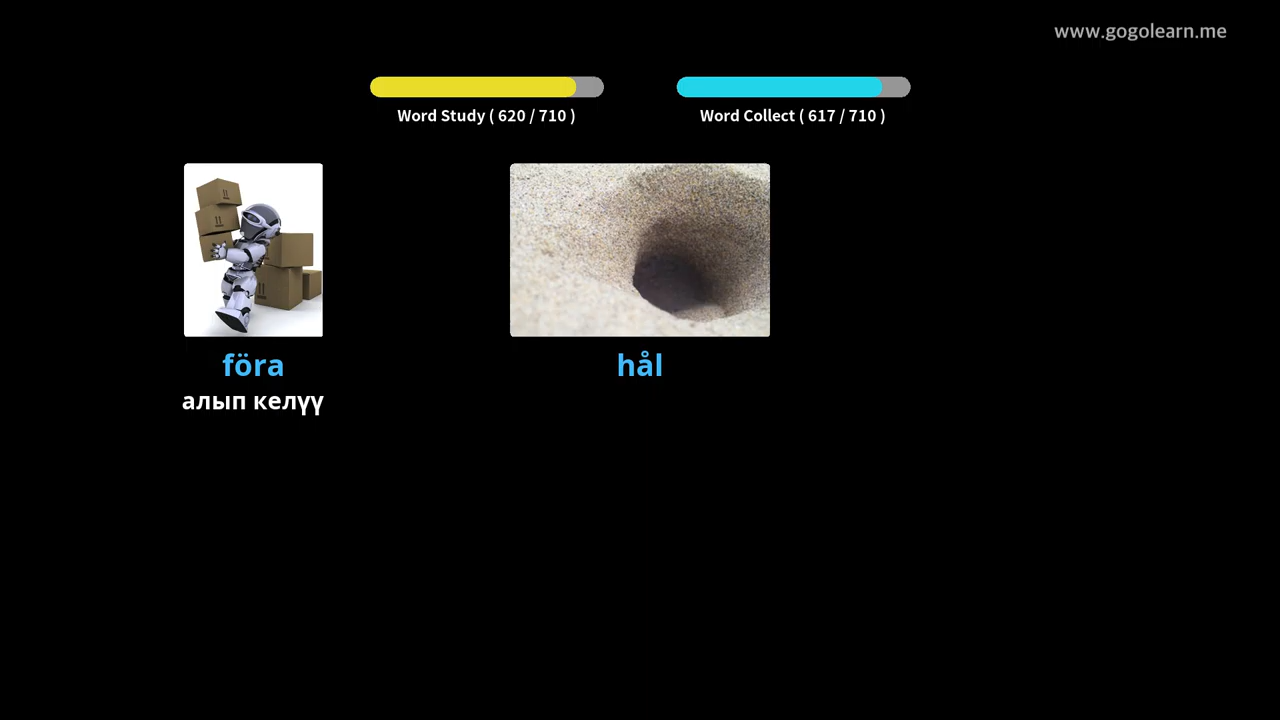 www.gogolearn.me
Word Study ( 620 / 710 )
Word Collect ( 617 / 710 )
föra
hål
алып келүү